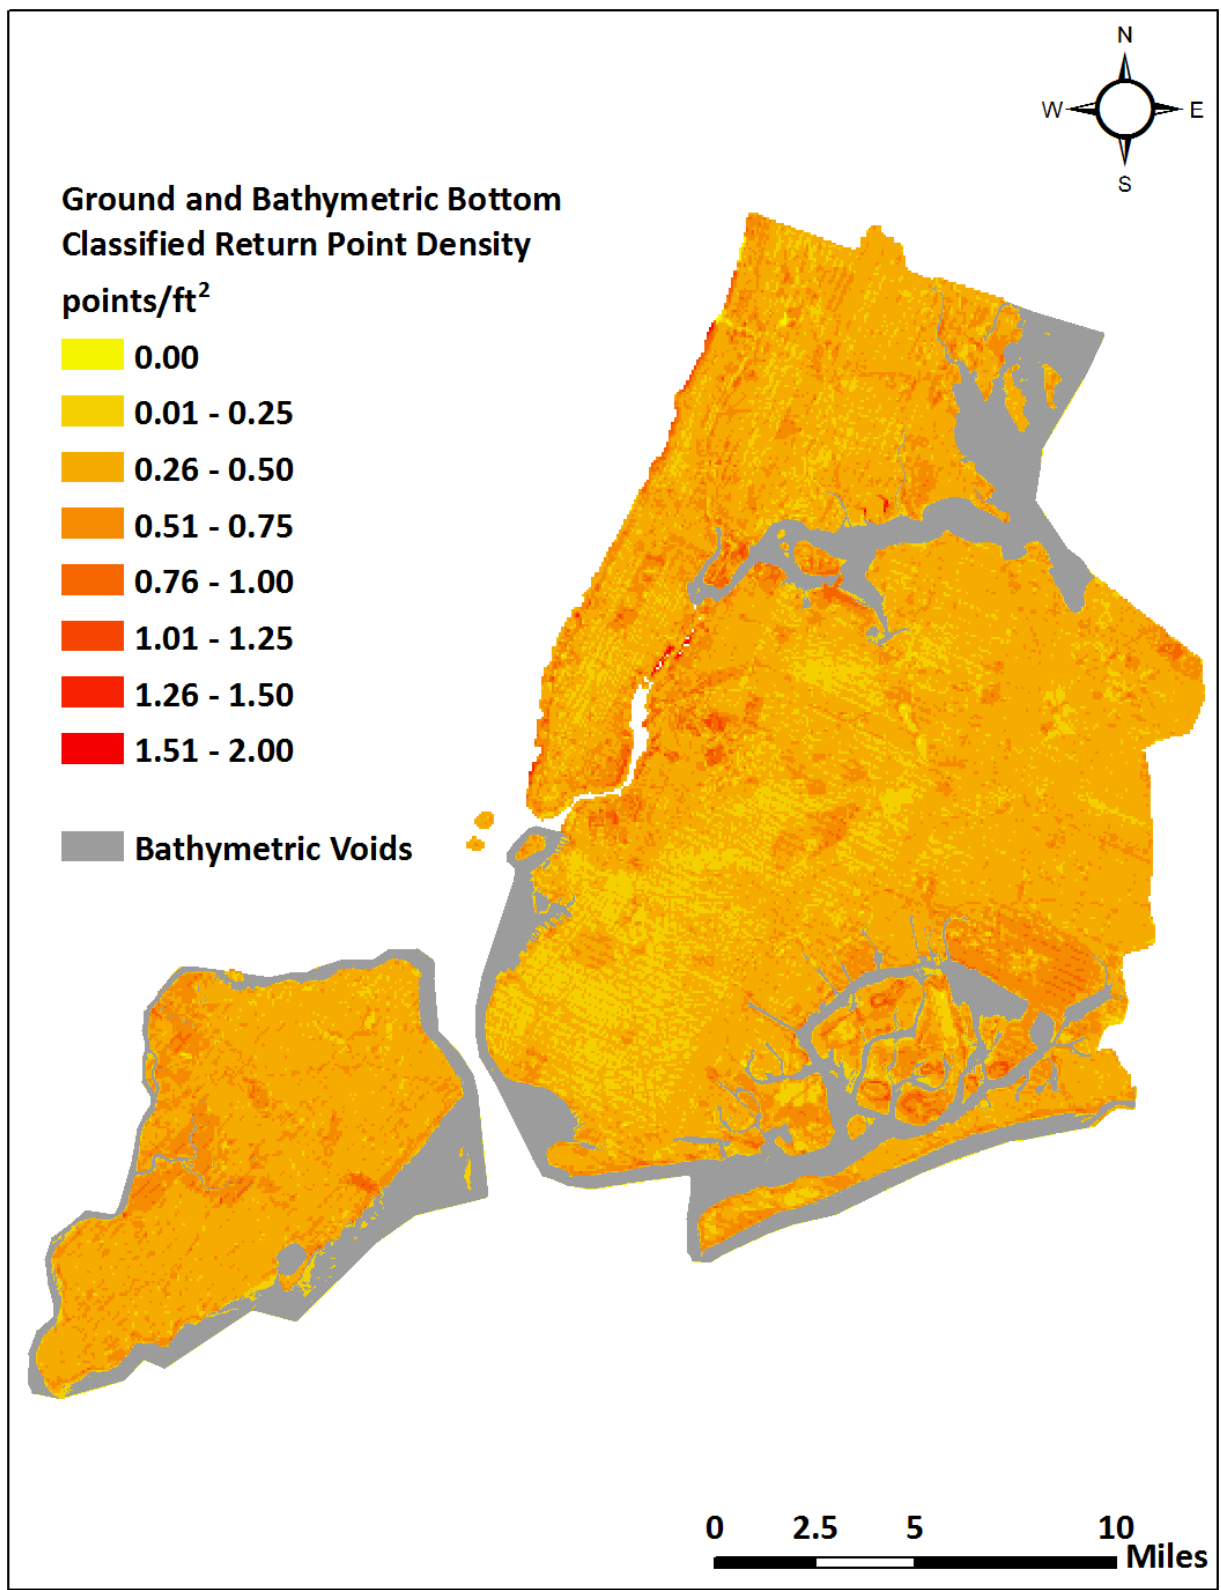 N
W E
S
Ground and Bathymetric Bottom
Classified Return Point Density
points/ft²
0.00
0.01 - 0.25
0.26 - 0.50
0.51 - 0.75
0.76 - 1.00
1.01 - 1.25
1.26 - 1.50
1.51 - 2.00
Bathymetric Voids
0 2.5 5 10
Miles